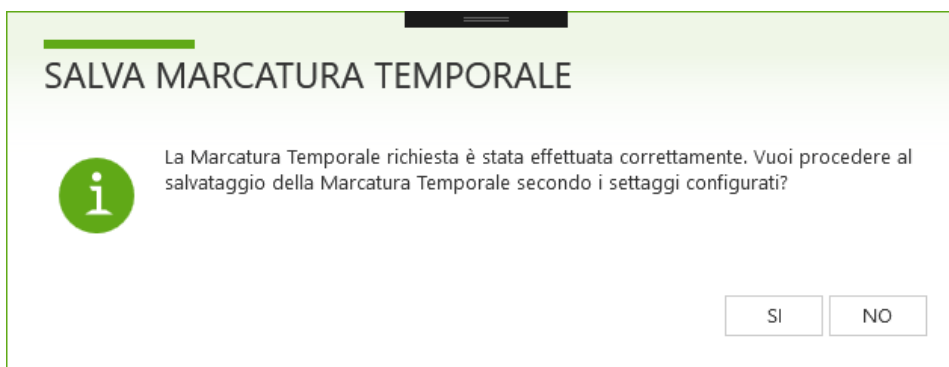 SALVA MARCATURA TEMPORALE
La Marcatura Temporale richiesta è stata effettuata correttamente. Vuoi procedere al
salvataggio della Marcatura Temporale secondo i settaggi configurati?
SI
NO